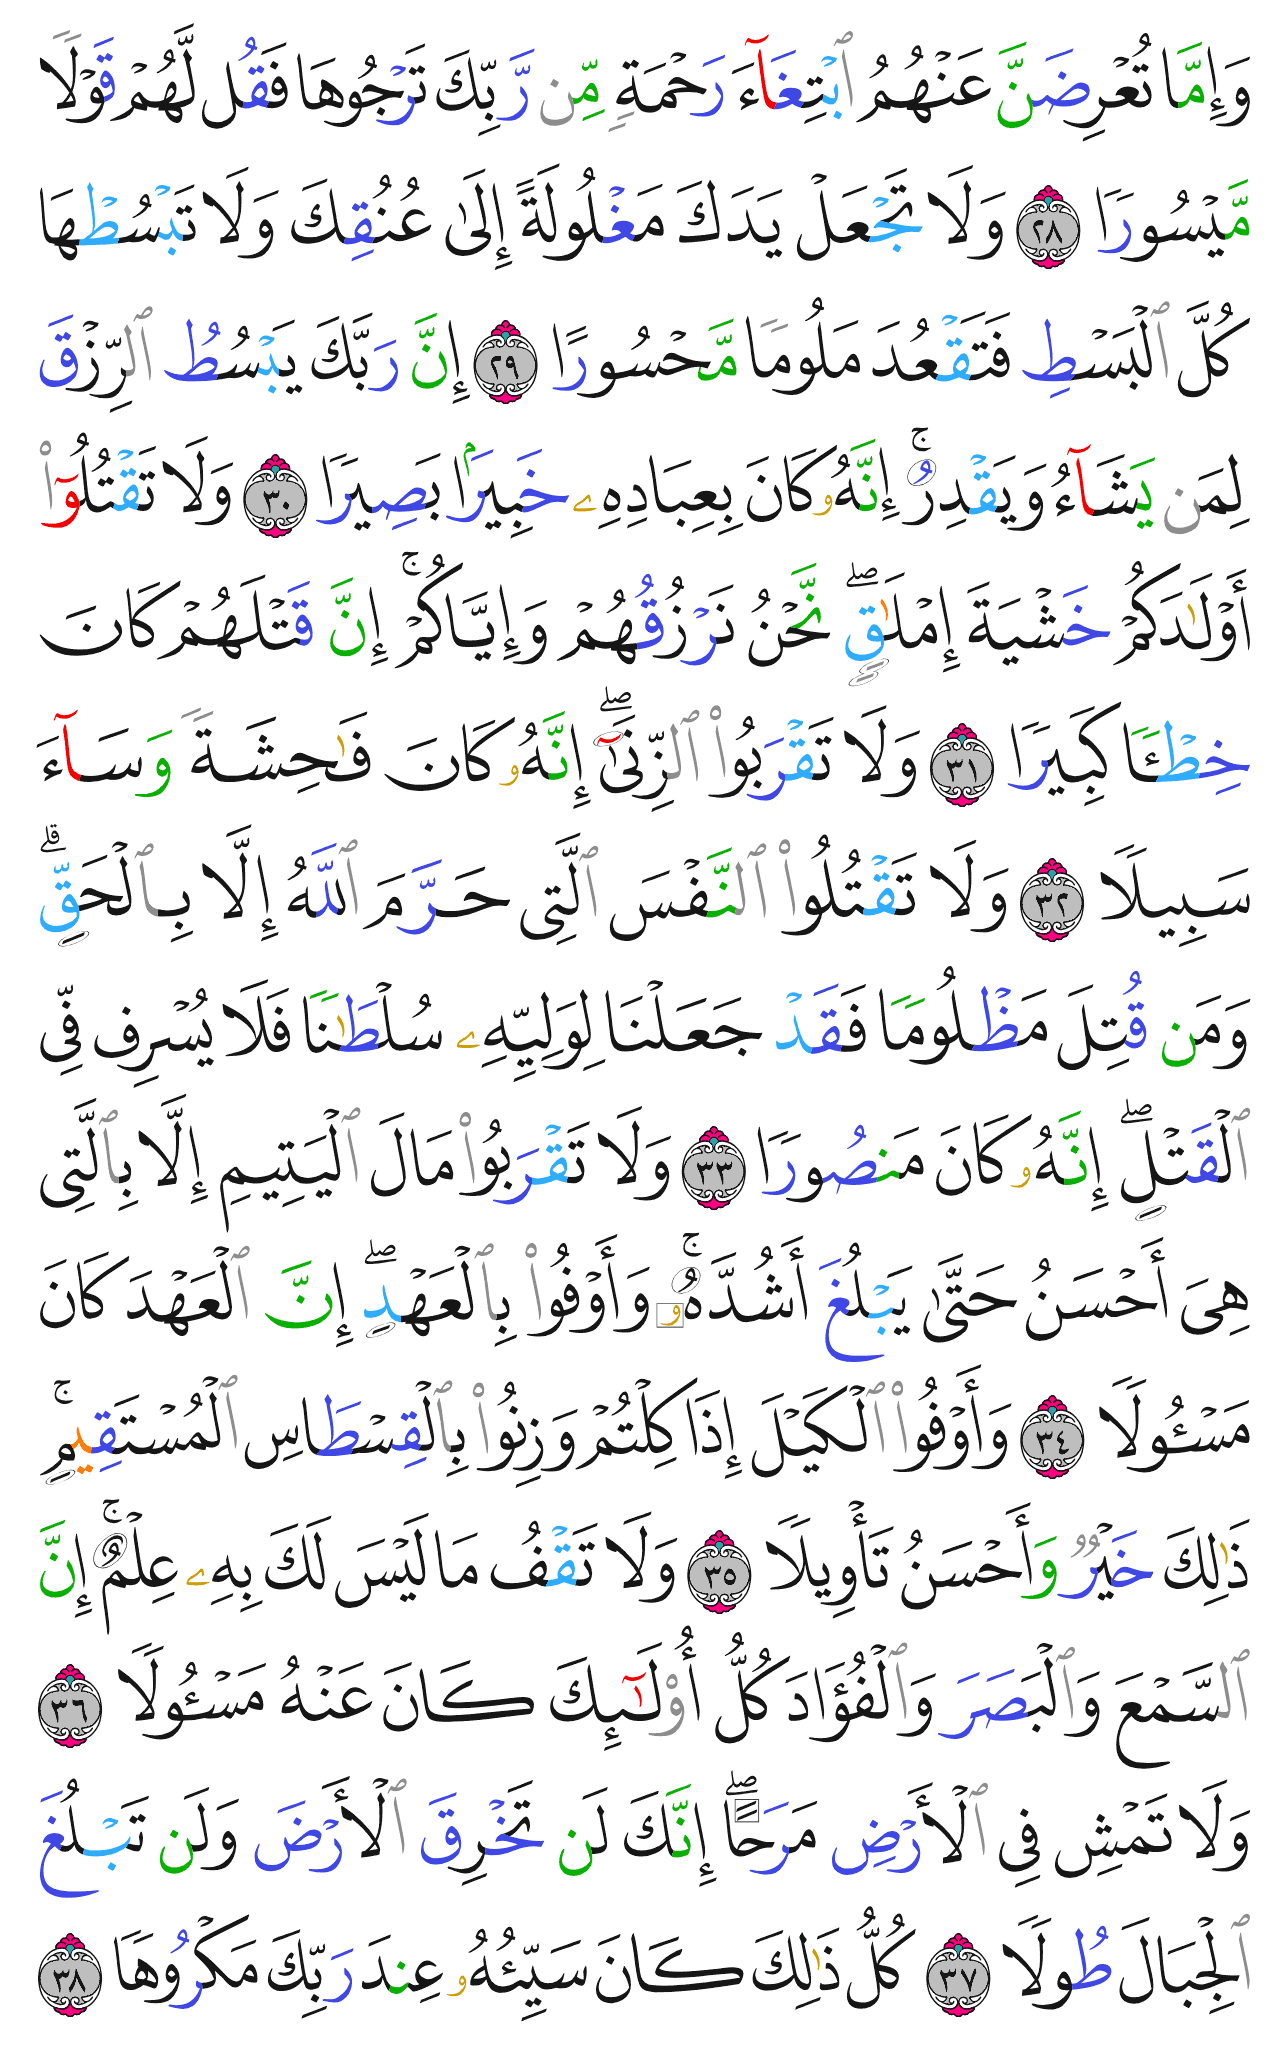 وَإِمَّا تُعْرِضَنَّ عَنْهُمُ ٱبْتِغَآءَ رَحْمَةٍ مِّن رَّبِّكَ تَرْجُوهَا فَقُل لَّهُمْ قَوْلًا
مَّيْسُورًا ٢٨ وَلَا تَجْعَلْ يَدَكَ مَغْلُولَةً إِلَىٰ عُنُقِكَ وَلَا تَبْسُطْهَا
كُلَّ ٱلْبَسْطِ فَتَقْعُدَ مَلُومًا مَّحْسُورًا ٢٩ إِنَّ رَبَّكَ يَبْسُطُ ٱلرِّزْقَ
لِمَن يَشَآءُ وَيَقْدِرُ ۚ إِنَّهُۥ كَانَ بِعِبَادِهِۦ خَبِيرًۢا بَصِيرًا ٣٠ وَلَا تَقْتُلُوٓا۟
أَوْلَـٰدَكُمْ خَشْيَةَ إِمْلَـٰقٍ ۖ نَّحْنُ نَرْزُقُهُمْ وَإِيَّاكُمْ ۚ إِنَّ قَتْلَهُمْ كَانَ
خِطْـًٔا كَبِيرًا ٣١ وَلَا تَقْرَبُوا۟ ٱلزِّنَىٰٓ ۖ إِنَّهُۥ كَانَ فَـٰحِشَةً وَسَآءَ
سَبِيلًا ٣٢ وَلَا تَقْتُلُوا۟ ٱلنَّفْسَ ٱلَّتِى حَرَّمَ ٱللَّهُ إِلَّا بِٱلْحَقِّ ۗ
وَمَن قُتِلَ مَظْلُومًا فَقَدْ جَعَلْنَا لِوَلِيِّهِۦ سُلْطَـٰنًا فَلَا يُسْرِف فِّى
ٱلْقَتْلِ ۖ إِنَّهُۥ كَانَ مَنصُورًا ٣٣ وَلَا تَقْرَبُوا۟ مَالَ ٱلْيَتِيمِ إِلَّا بِٱلَّتِى
هِىَ أَحْسَنُ حَتَّىٰ يَبْلُغَ أَشُدَّهُۥ ۚ وَأَوْفُوا۟ بِٱلْعَهْدِ ۖ إِنَّ ٱلْعَهْدَ كَانَ
مَسْـُٔولًا ٣٤ وَأَوْفُوا۟ ٱلْكَيْلَ إِذَا كِلْتُمْ وَزِنُوا۟ بِٱلْقِسْطَاسِ ٱلْمُسْتَقِيمِ ۚ
ذَٰلِكَ خَيْرٌ وَأَحْسَنُ تَأْوِيلًا ٣٥ وَلَا تَقْفُ مَا لَيْسَ لَكَ بِهِۦ عِلْمٌ ۚ إِنَّ
ٱلسَّمْعَ وَٱلْبَصَرَ وَٱلْفُؤَادَ كُلُّ أُو۟لَـٰٓئِكَ كَانَ عَنْهُ مَسْـُٔولًا ٣٦
وَلَا تَمْشِ فِى ٱلْأَرْضِ مَرَحًا ۖ إِنَّكَ لَن تَخْرِقَ ٱلْأَرْضَ وَلَن تَبْلُغَ
ٱلْجِبَالَ طُولًا ٣٧ كُلُّ ذَٰلِكَ كَانَ سَيِّئُهُۥ عِندَ رَبِّكَ مَكْرُوهًا ٣٨